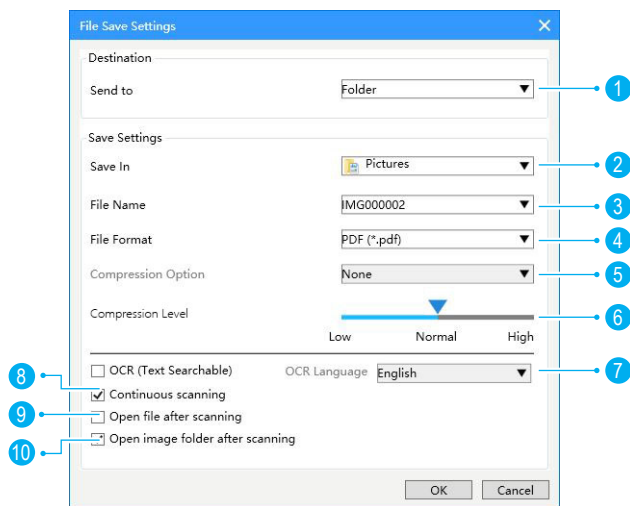 File Save Settings
Destination
Send to Folder 1
Save Settings
Save In Pictures 2
File Name IMG000002 3
File Format PDF (*.pdf) 4
Compression Option None 5
Compression Level 6
Low Normal High
OCR (Text Searchable) OCR Language English 7
8 Continuous scanning
9 Open file after scanning
10 Open image folder after scanning
OK Cancel